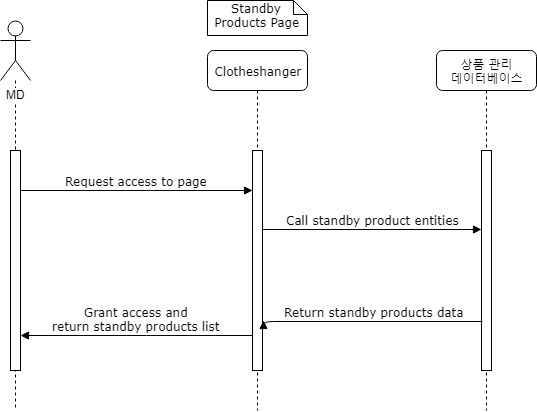 Standby
Products Page
MD
Clotheshanger
상품 관리
데이터베이스
Request access to page
Call standby product entities
Return standby products data
Grant access and
return standby products list